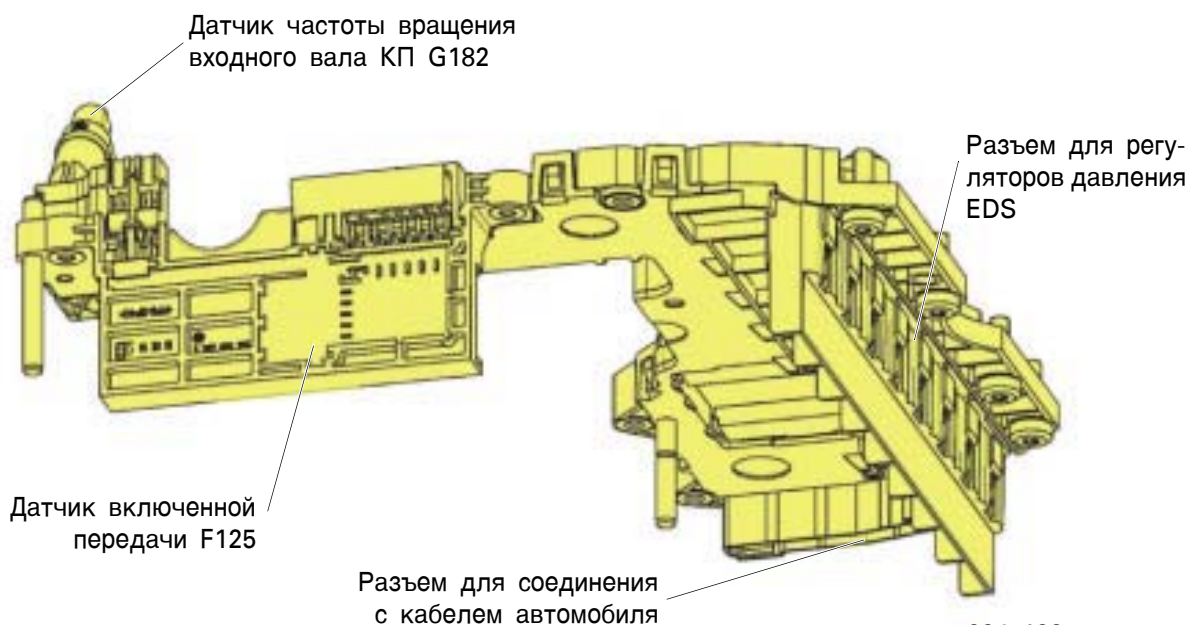 Датчик частоты вращения
входного вала КП G182
Разъем для регу-
ляторов давления
EDS
Датчик включенной
передачи F125
Разъем для соединения
с кабелем автомобиля